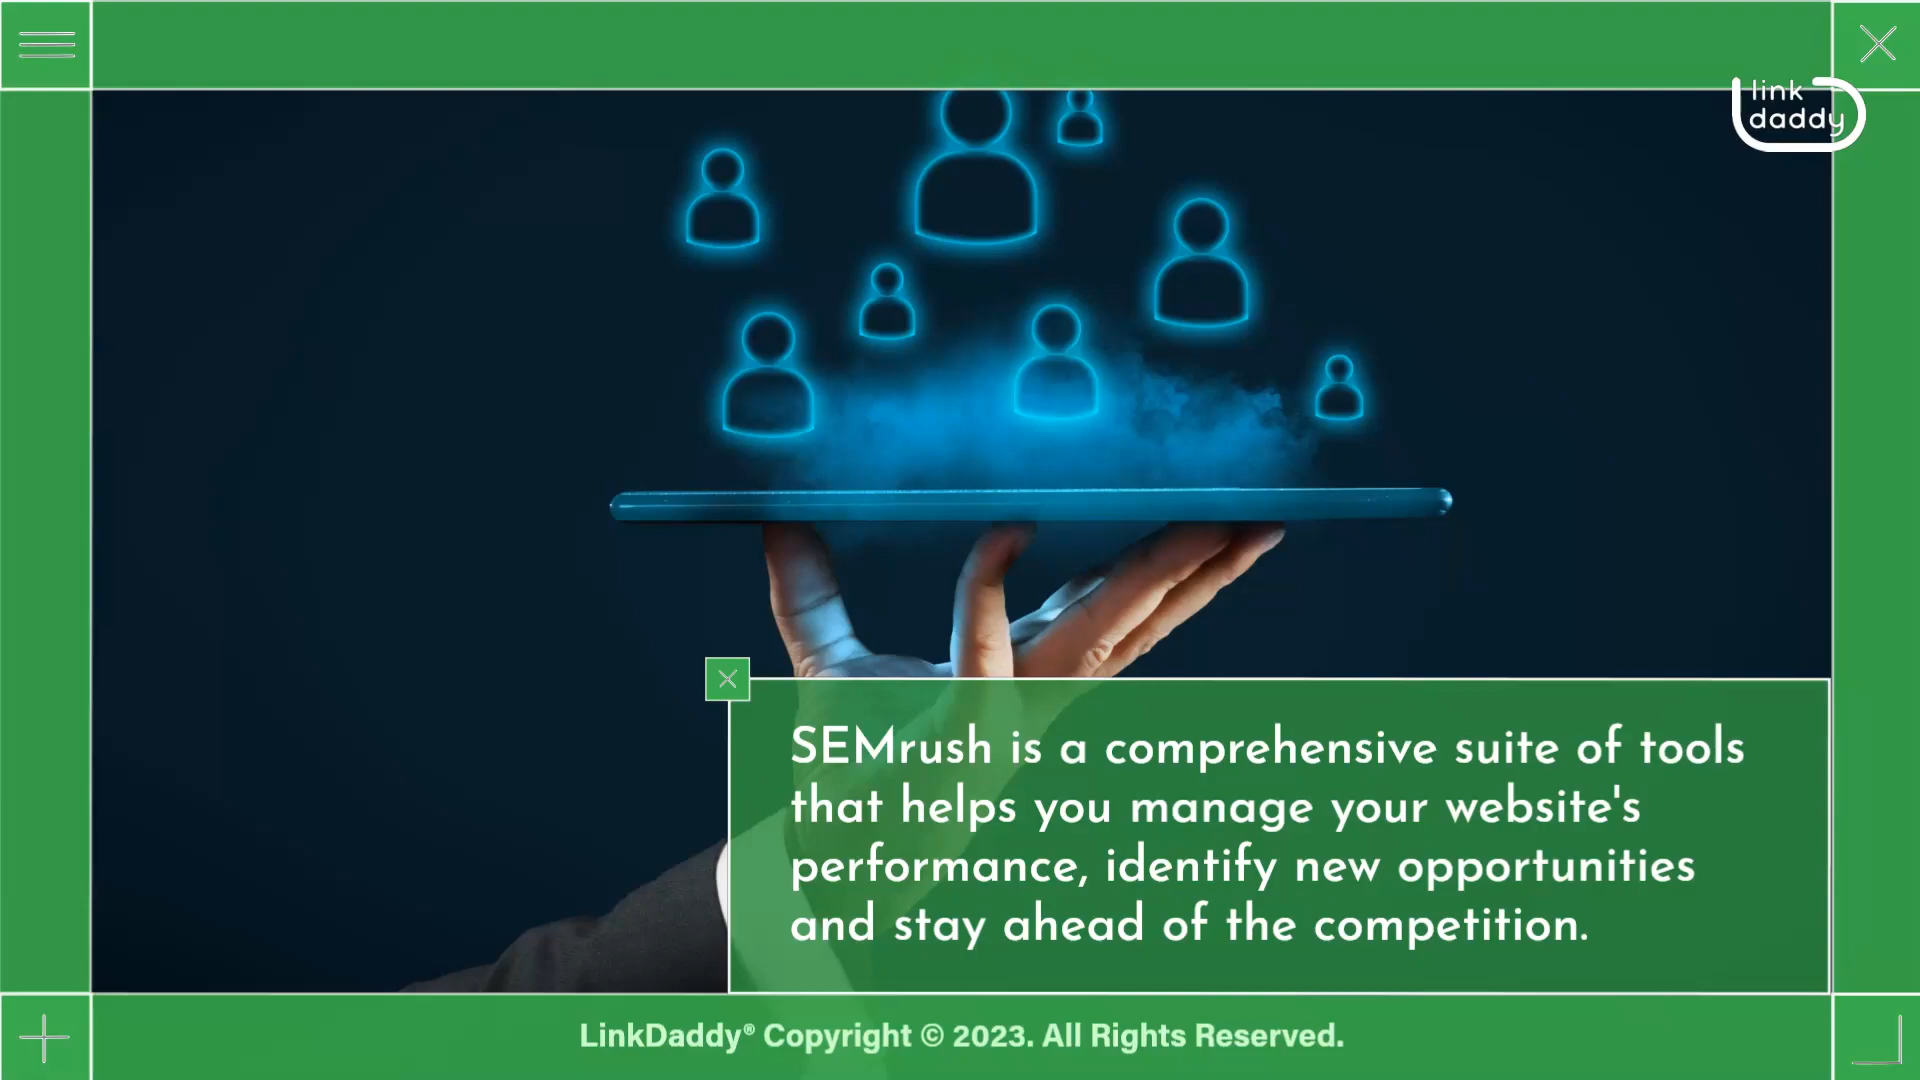 link
daddy
SEMrush is a comprehensive suite of tools
that helps you manage your website's
performance, identify new opportunities
and stay ahead of the competition.
LinkDaddy® Copyright © 2023. All Rights Reserved.